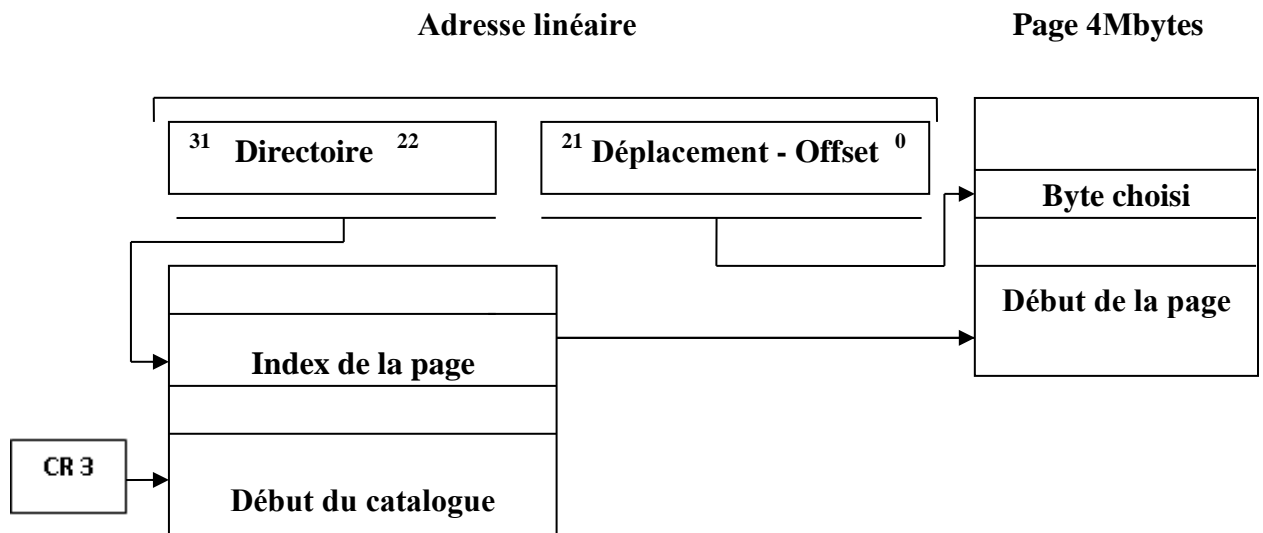 Adresse linéaire Page 4Mbytes
31 Directoire 22 21 Déplacement - Offset 0
Byte choisi
Début de la page
Index de la page
CR 3
Début du catalogue